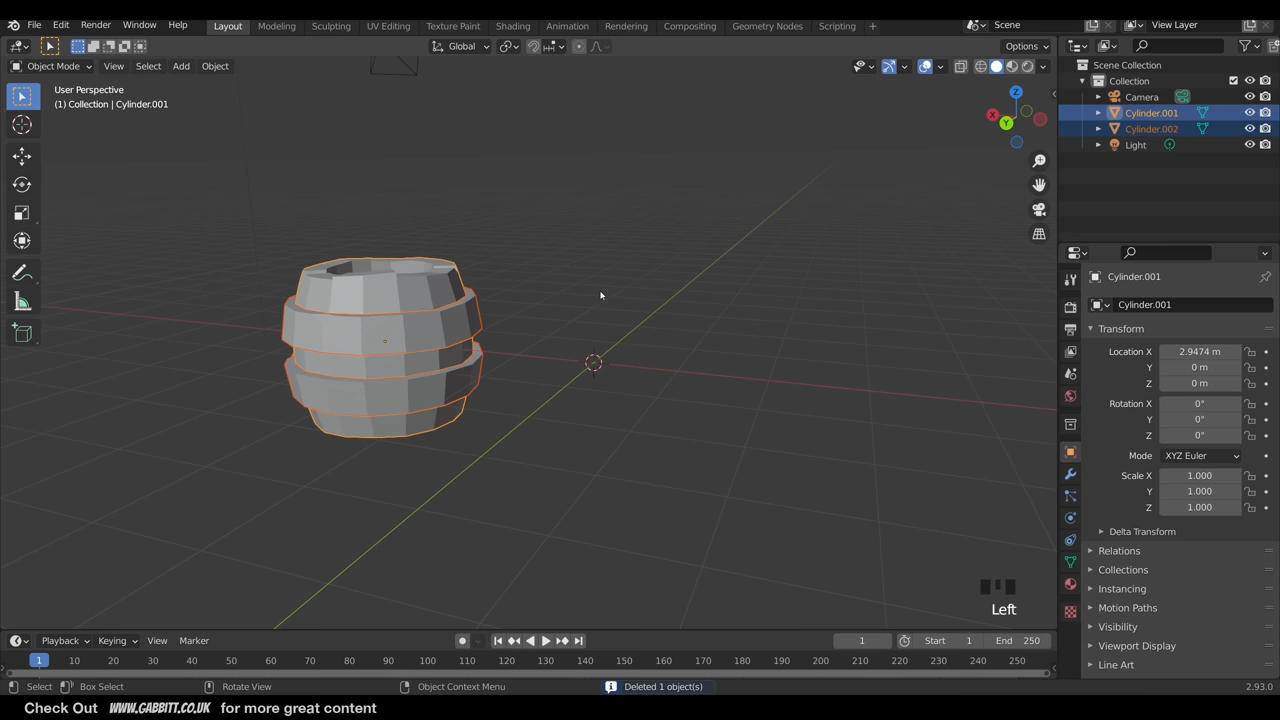 File Edit Render Window Help Layout Modeling Sculpting UV Editing Texture Paint Shading Animation Rendering Compositing Geometry Nodes Scripting + Scene View Layer
Global Options
Object Mode View Select Add Object
User Perspective
(1) Collection | Cylinder.001
Z
X
Y
Left
Scene Collection
Collection
Camera
Cylinder.001
Cylinder.002
Light
Cylinder.001
Cylinder.001
Transform
Location X 2.9474 m
Y 0 m
Z 0 m
Rotation X 0°
Y 0°
Z 0°
Mode XYZ Euler
Scale X 1.000
Y 1.000
Z 1.000
Delta Transform
Relations
Collections
Instancing
Motion Paths
Visibility
Viewport Display
Line Art
Playback Keying View Marker 1 Start 1 End 250
1 10 20 30 40 50 60 70 80 90 100 110 120 130 140 150 160 170 180 190 200 210 220 230 240 250
Select Box Select Rotate View Object Context Menu Deleted 1 object(s) 2.93.0
Check Out WWW.GABBITT.CO.UK for more great content